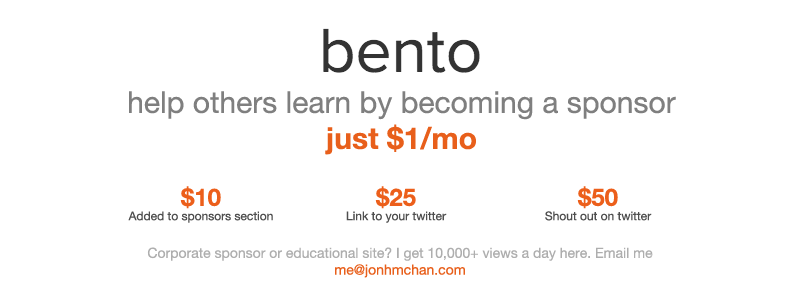 bento
help others learn by becoming a sponsor
just $1/mo
$10 $25 $50
Added to sponsors section Link to your twitter Shout out on twitter
Corporate sponsor or educational site? I get 10,000+ views a day here. Email me
me@jonhmchan.com